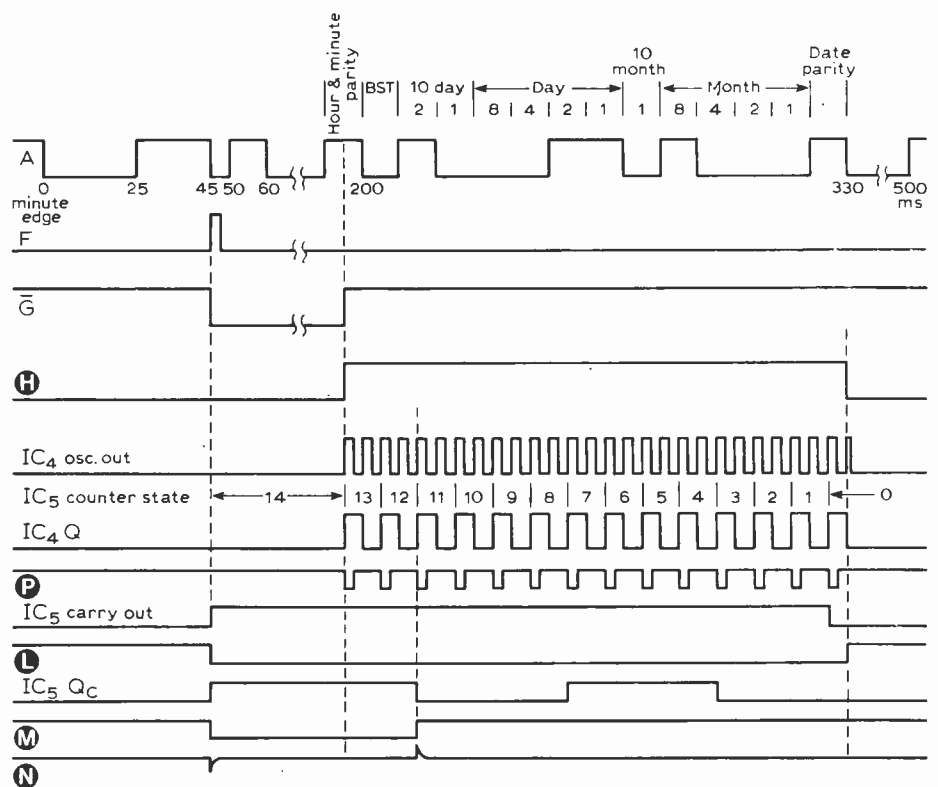 Hour & minute
parity
BST
10 day
Day
10
month
Month
Date
parity
2 1 8 4 2 1 1 8 4 2 1
A
0 25 45 50 60 200 330 500
minute
edge
ms
F
G
H
IC4 osc. out
IC5 counter state
14 13 12 11 10 9 8 7 6 5 4 3 2 1 0
IC4 Q
P
IC5 carry out
L
IC5 QC
M
N